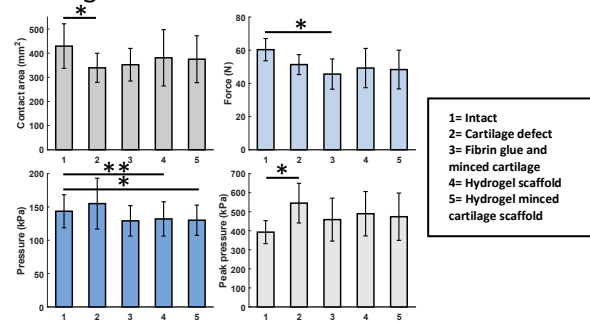 *
Contact area (mm²)
500
400
300
200
100
0
1 2 3 4 5
*
Force (N)
80
60
40
20
0
1 2 3 4 5
**
*
Pressure (kPa)
200
150
100
50
0
1 2 3 4 5
*
Peak pressure (kPa)
700
600
500
400
300
200
100
0
1 2 3 4 5
1= Intact
2= Cartilage defect
3= Fibrin glue and
minced cartilage
4= Hydrogel scaffold
5= Hydrogel minced
cartilage scaffold